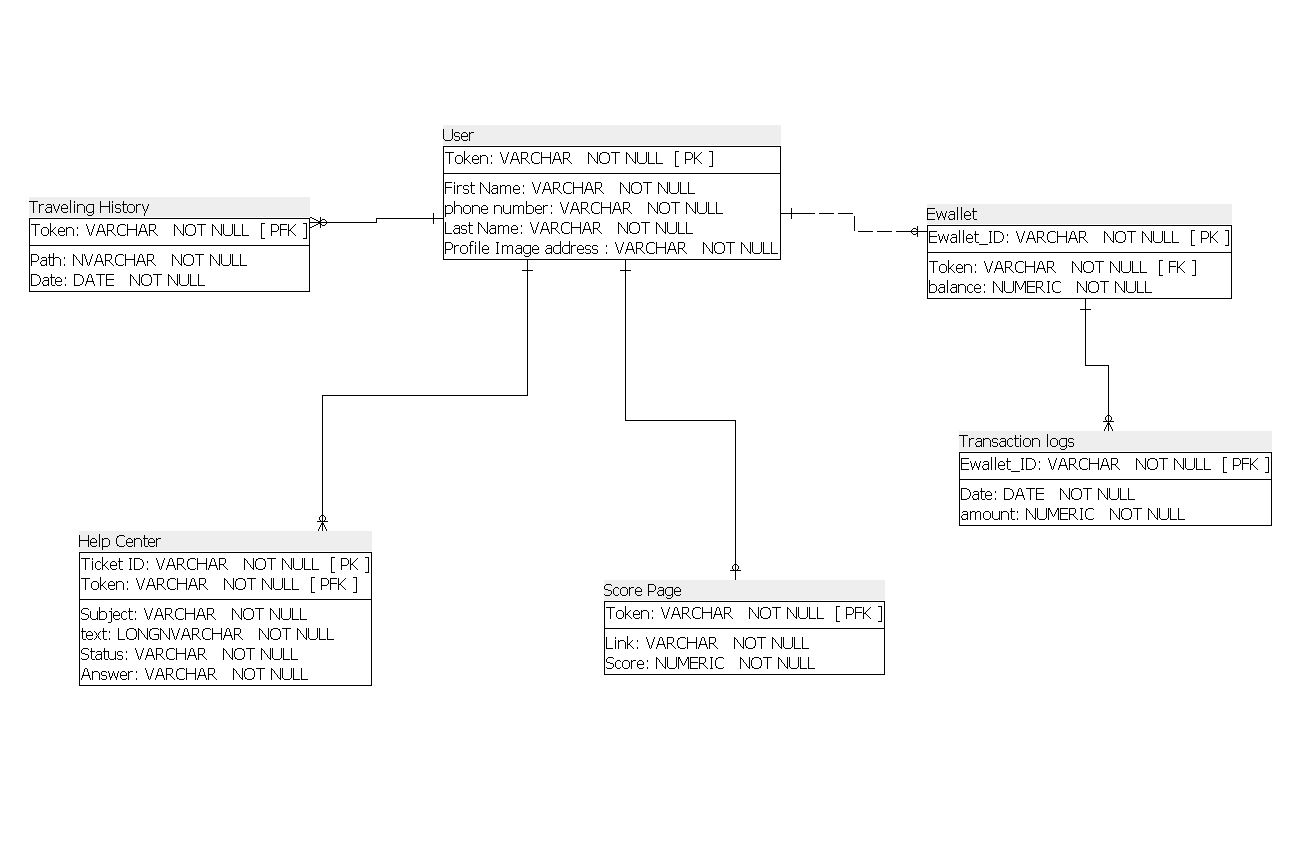 User
Token: VARCHAR NOT NULL [ PK ]
First Name: VARCHAR NOT NULL
phone number: VARCHAR NOT NULL
Last Name: VARCHAR NOT NULL
Profile Image address : VARCHAR NOT NULL
Traveling History
Token: VARCHAR NOT NULL [ PFK ]
Path: NVARCHAR NOT NULL
Date: DATE NOT NULL
Ewallet
Ewallet_ID: VARCHAR NOT NULL [ PK ]
Token: VARCHAR NOT NULL [ FK ]
balance: NUMERIC NOT NULL
Transaction logs
Ewallet_ID: VARCHAR NOT NULL [ PFK ]
Date: DATE NOT NULL
amount: NUMERIC NOT NULL
Help Center
Ticket ID: VARCHAR NOT NULL [ PK ]
Token: VARCHAR NOT NULL [ PFK ]
Subject: VARCHAR NOT NULL
text: LONGNVARCHAR NOT NULL
Status: VARCHAR NOT NULL
Answer: VARCHAR NOT NULL
Score Page
Token: VARCHAR NOT NULL [ PFK ]
Link: VARCHAR NOT NULL
Score: NUMERIC NOT NULL